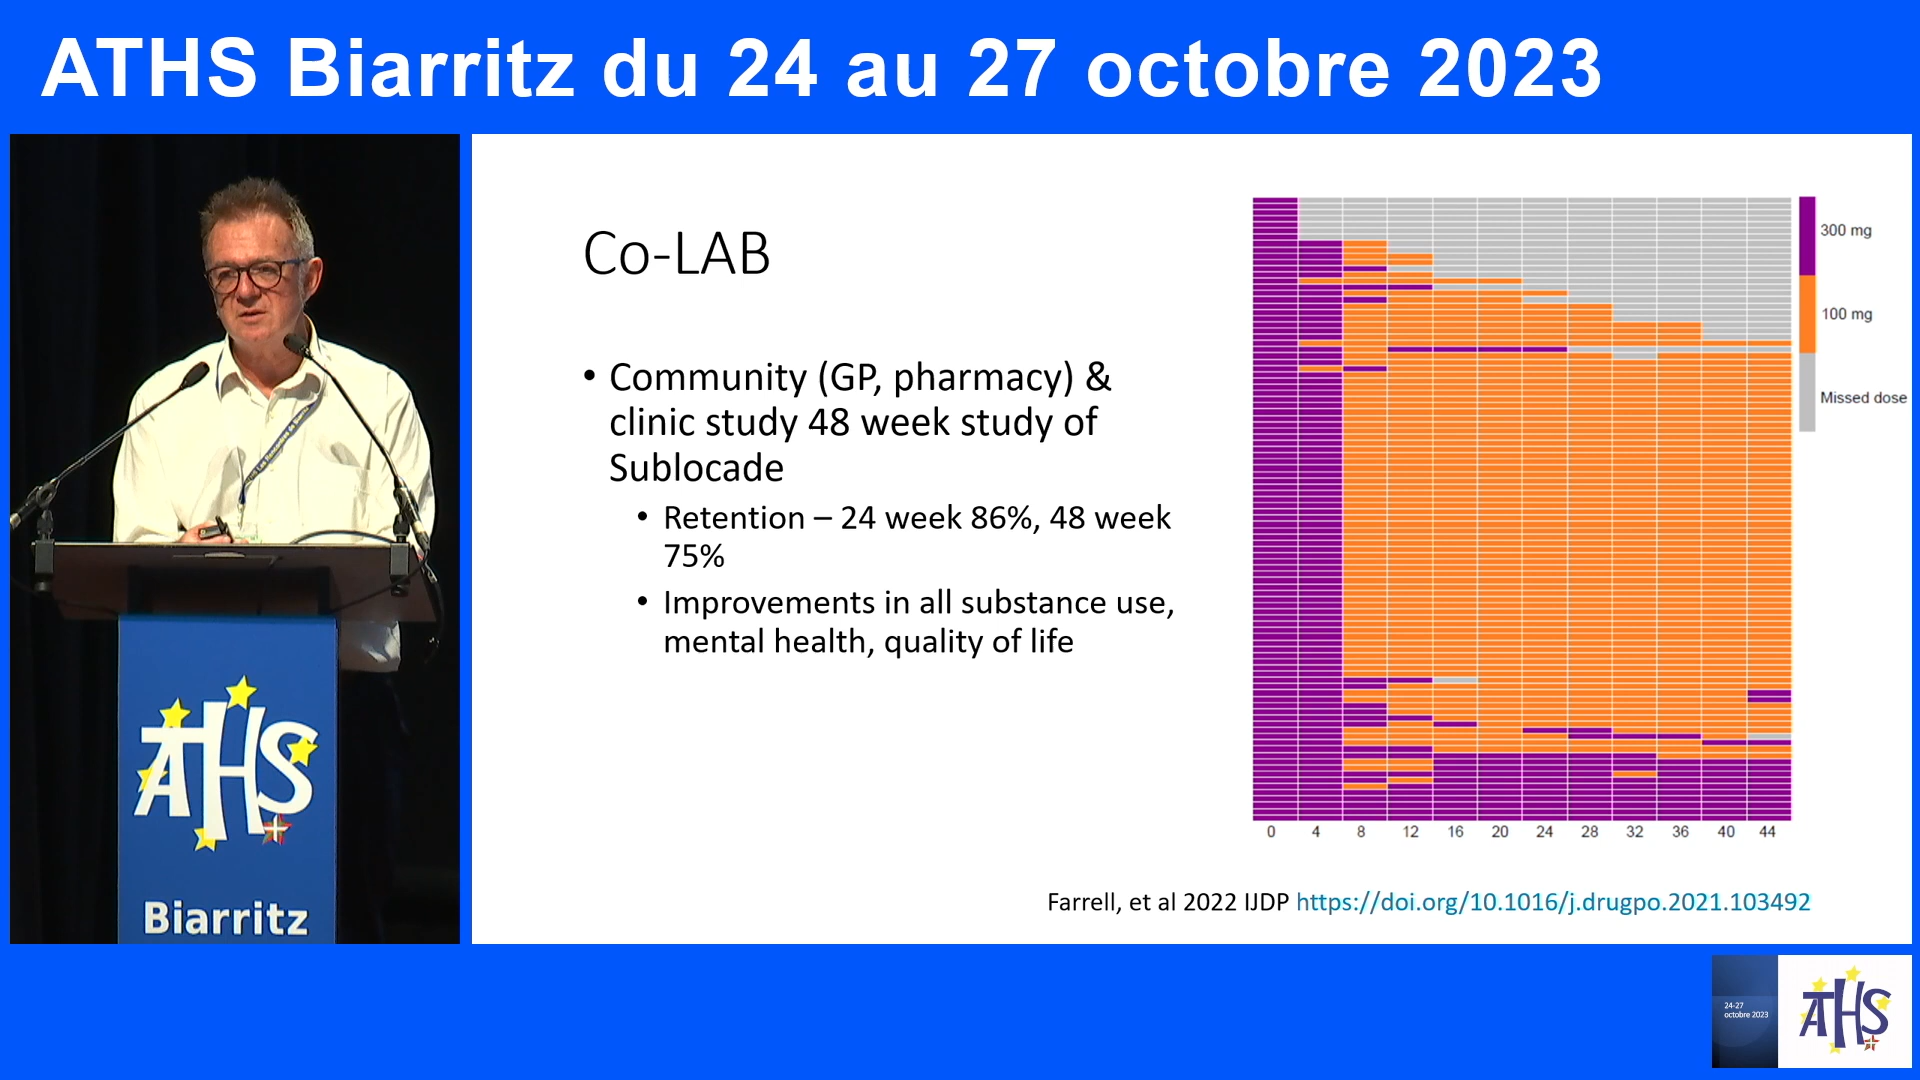 ATHS Biarritz du 24 au 27 octobre 2023
Co-LAB
• Community (GP, pharmacy) &
clinic study 48 week study of
Sublocade
• Retention – 24 week 86%, 48 week
75%
• Improvements in all substance use,
mental health, quality of life
300 mg
100 mg
Missed dose
0 4 8 12 16 20 24 28 32 36 40 44
Farrell, et al 2022 IJDP https://doi.org/10.1016/j.drugpo.2021.103492
ATHS
Biarritz
24-27
octobre 2023
ATHS